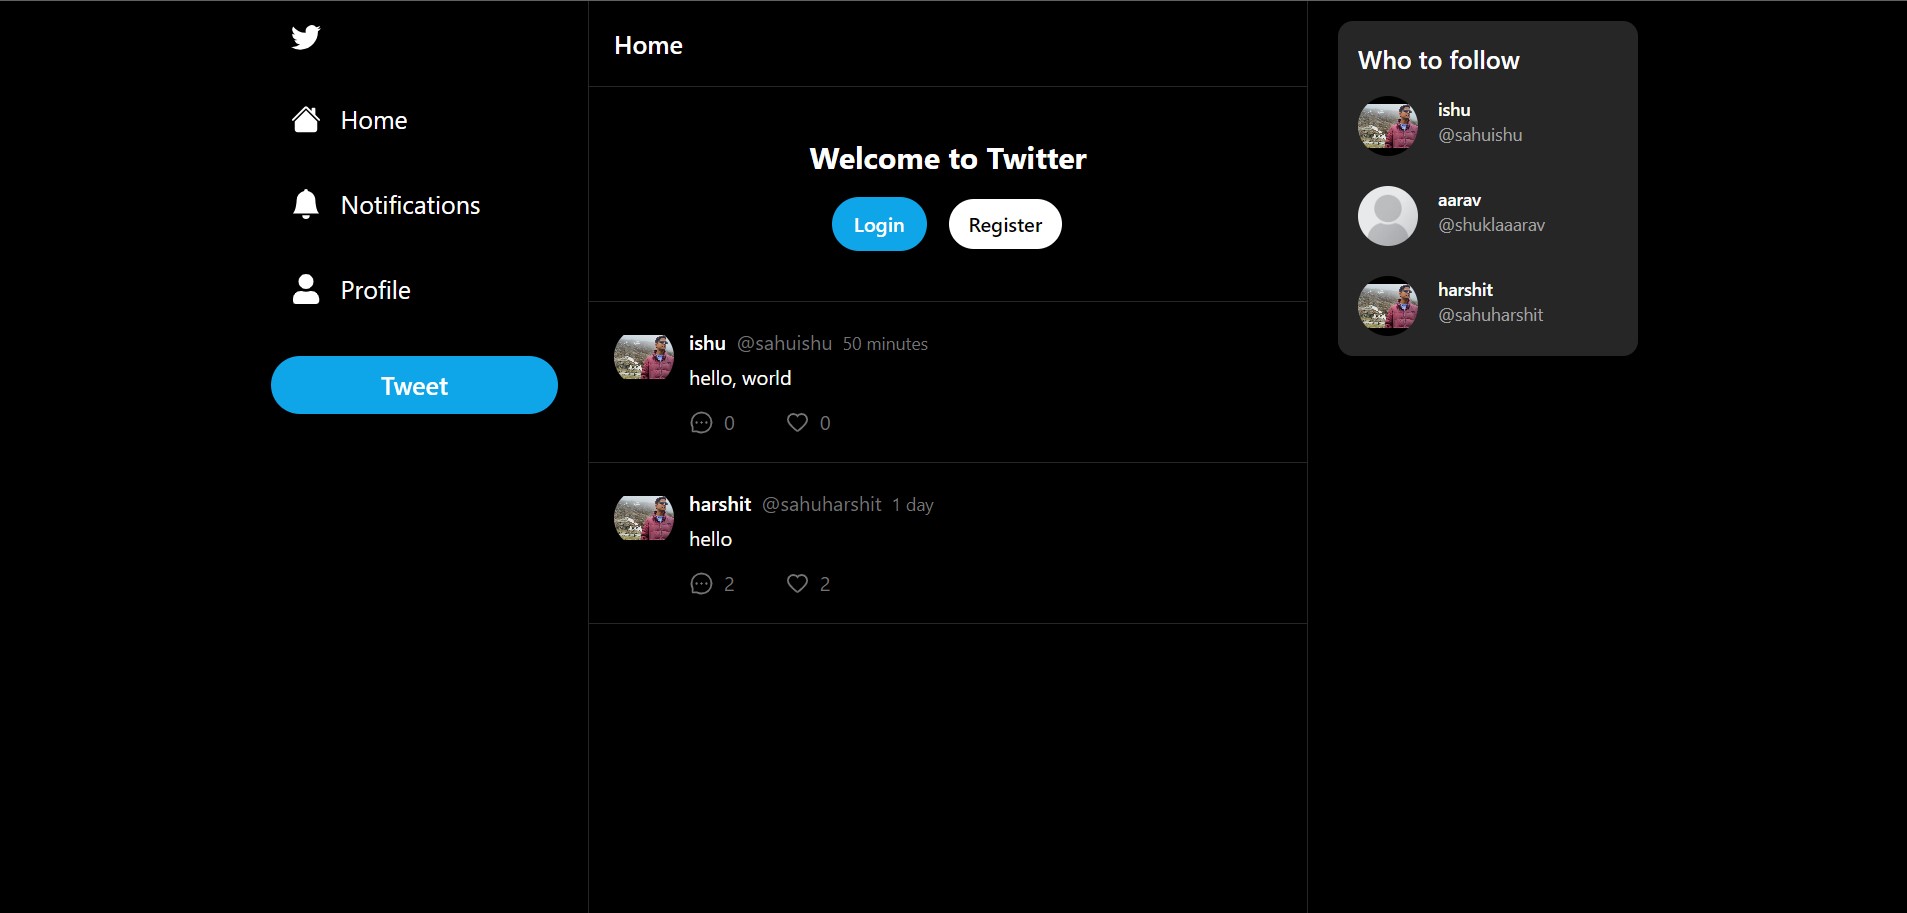 Home
Notifications
Profile
Tweet
Home
Welcome to Twitter
Login Register
ishu @sahuishu 50 minutes
hello, world
0 0
harshit @sahuharshit 1 day
hello
2 2
Who to follow
ishu
@sahuishu
aarav
@shuklaaarav
harshit
@sahuharshit